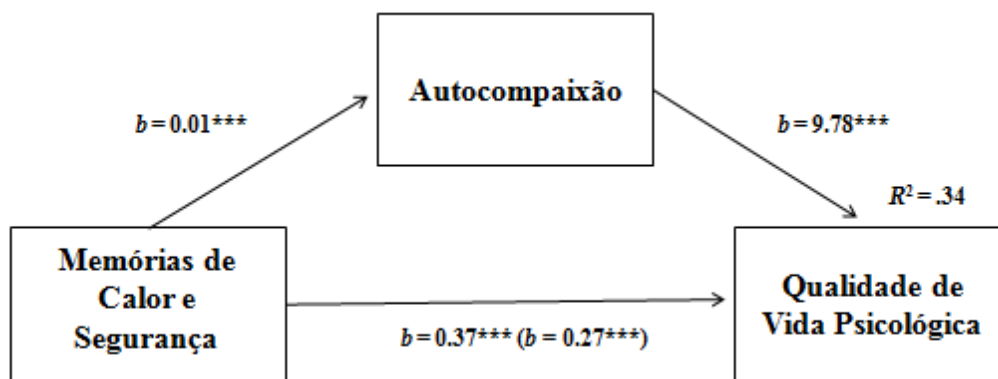 Autocompaixão
b = 0.01***
b = 9.78***
R² = .34
Memórias de
Calor e
Segurança
Qualidade de
Vida Psicológica
b = 0.37*** (b = 0.27***)